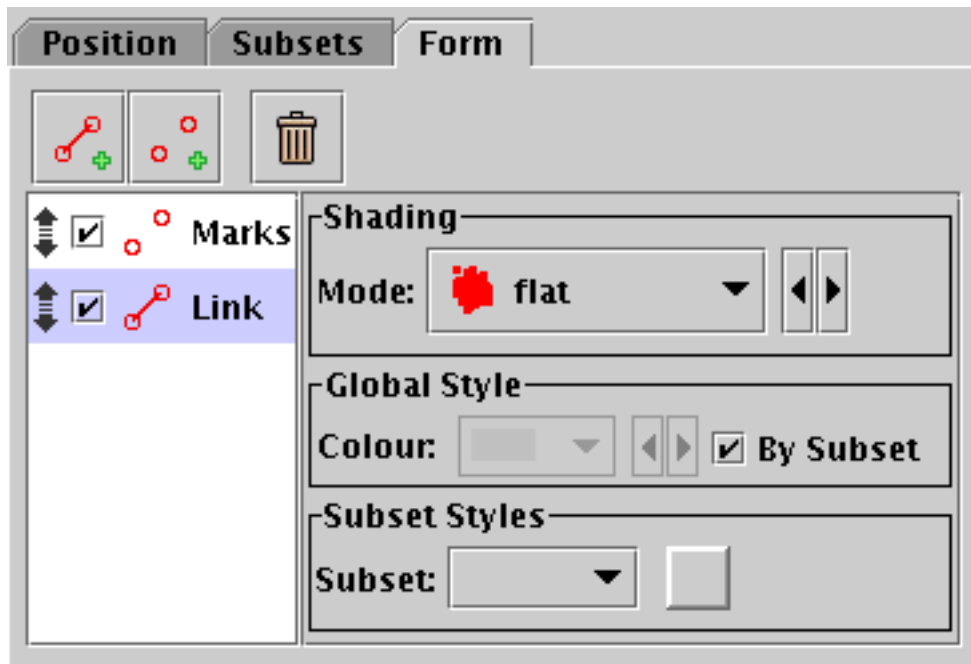 Position Subsets Form
Marks
Link
Shading
Mode: flat
Global Style
Colour: By Subset
Subset Styles
Subset: